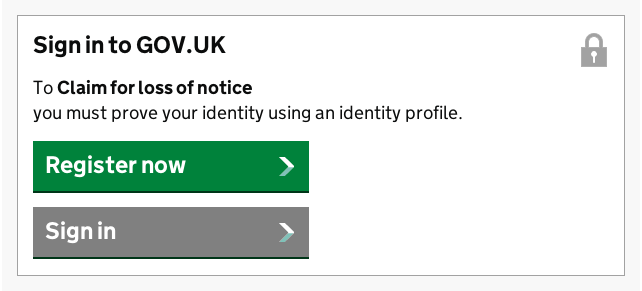 Sign in to GOV.UK
To Claim for loss of notice
you must prove your identity using an identity profile.
Register now
Sign in